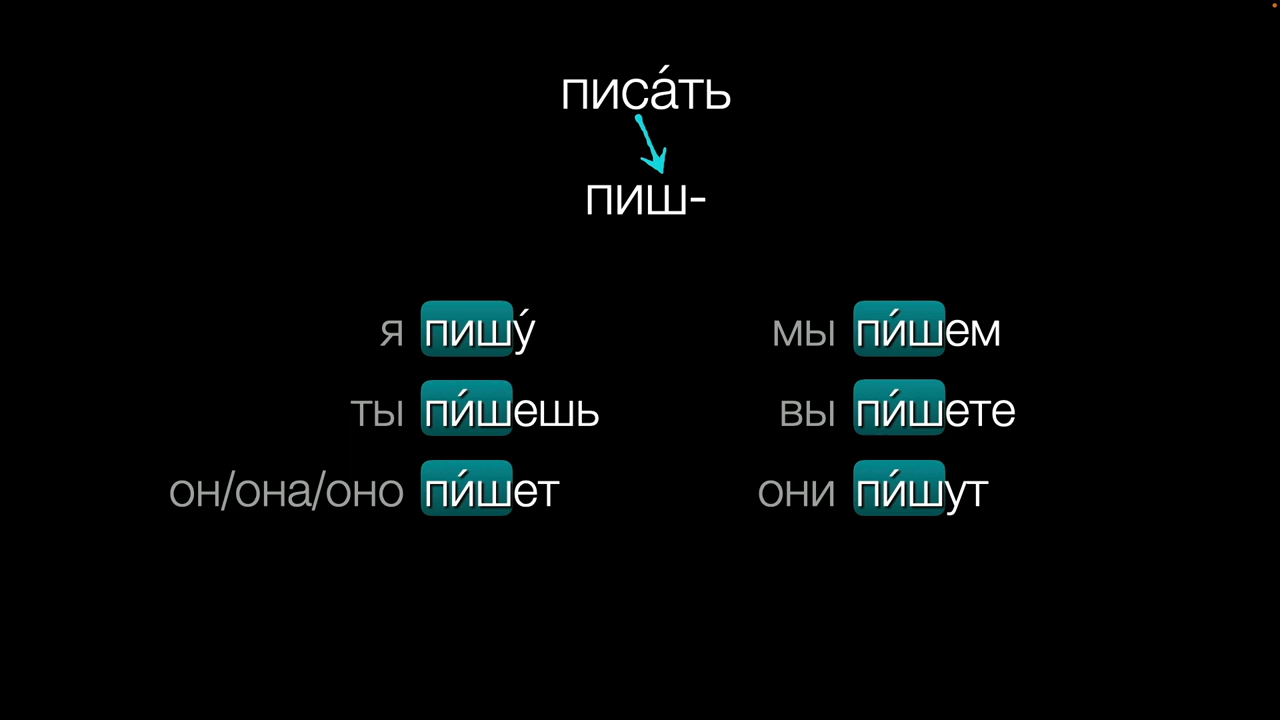 писа́ть
пиш-
я пишу́
ты пи́шешь
он/она/оно пи́шет
мы пи́шем
вы пи́шете
они пи́шут